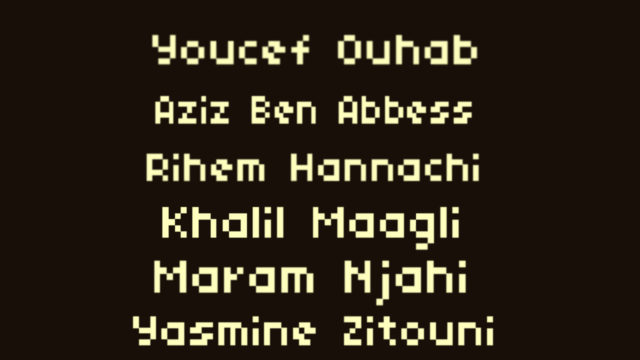 Youcef Ouhab
Aziz Ben Abbess
Rihem Hannachi
Khalil Maagli
Maram Njahi
Yasmine Zitouni